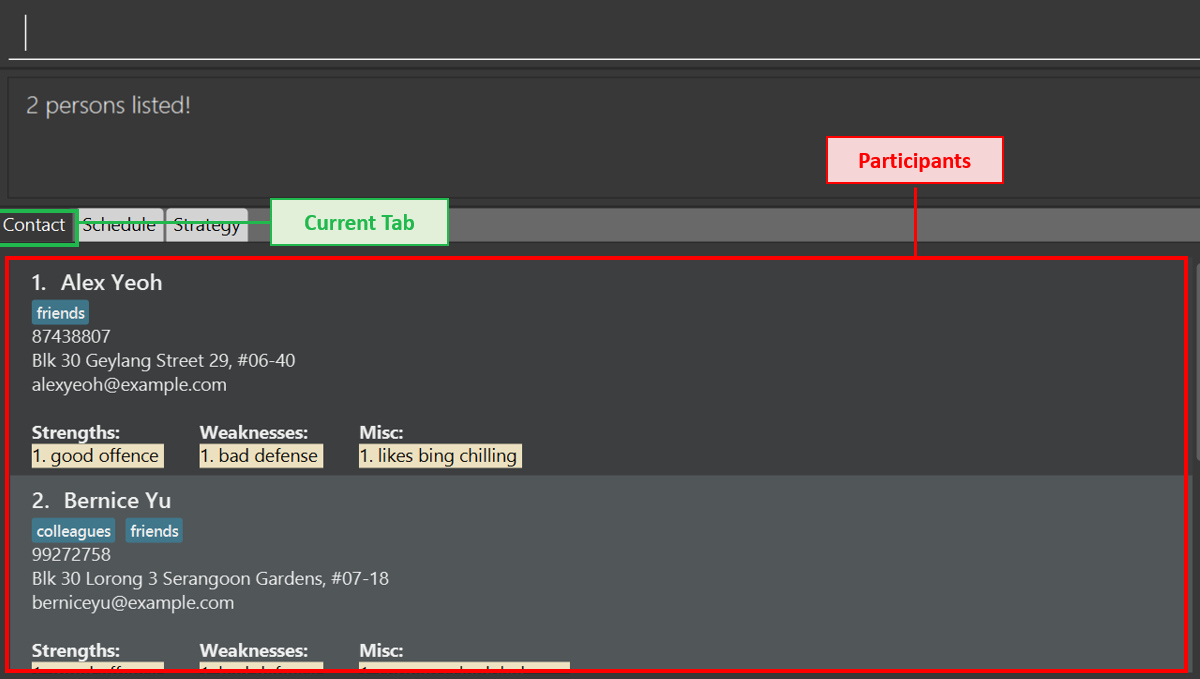 2 persons listed!
Participants
Contact Schedule Strategy Current Tab
1. Alex Yeoh
friends
87438807
Blk 30 Geylang Street 29, #06-40
alexyeoh@example.com
Strengths: Weaknesses: Misc:
1. good offence 1. bad defense 1. likes bing chilling
2. Bernice Yu
colleagues friends
99272758
Blk 30 Lorong 3 Serangoon Gardens, #07-18
berniceyu@example.com
Strengths: Weaknesses: Misc: